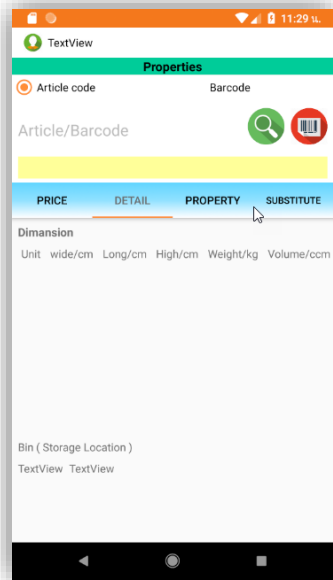 11:29 น.
TextView
Properties
Article code Barcode
Article/Barcode
PRICE DETAIL PROPERTY SUBSTITUTE
Dimansion
Unit wide/cm Long/cm High/cm Weight/kg Volume/ccm
Bin ( Storage Location )
TextView TextView